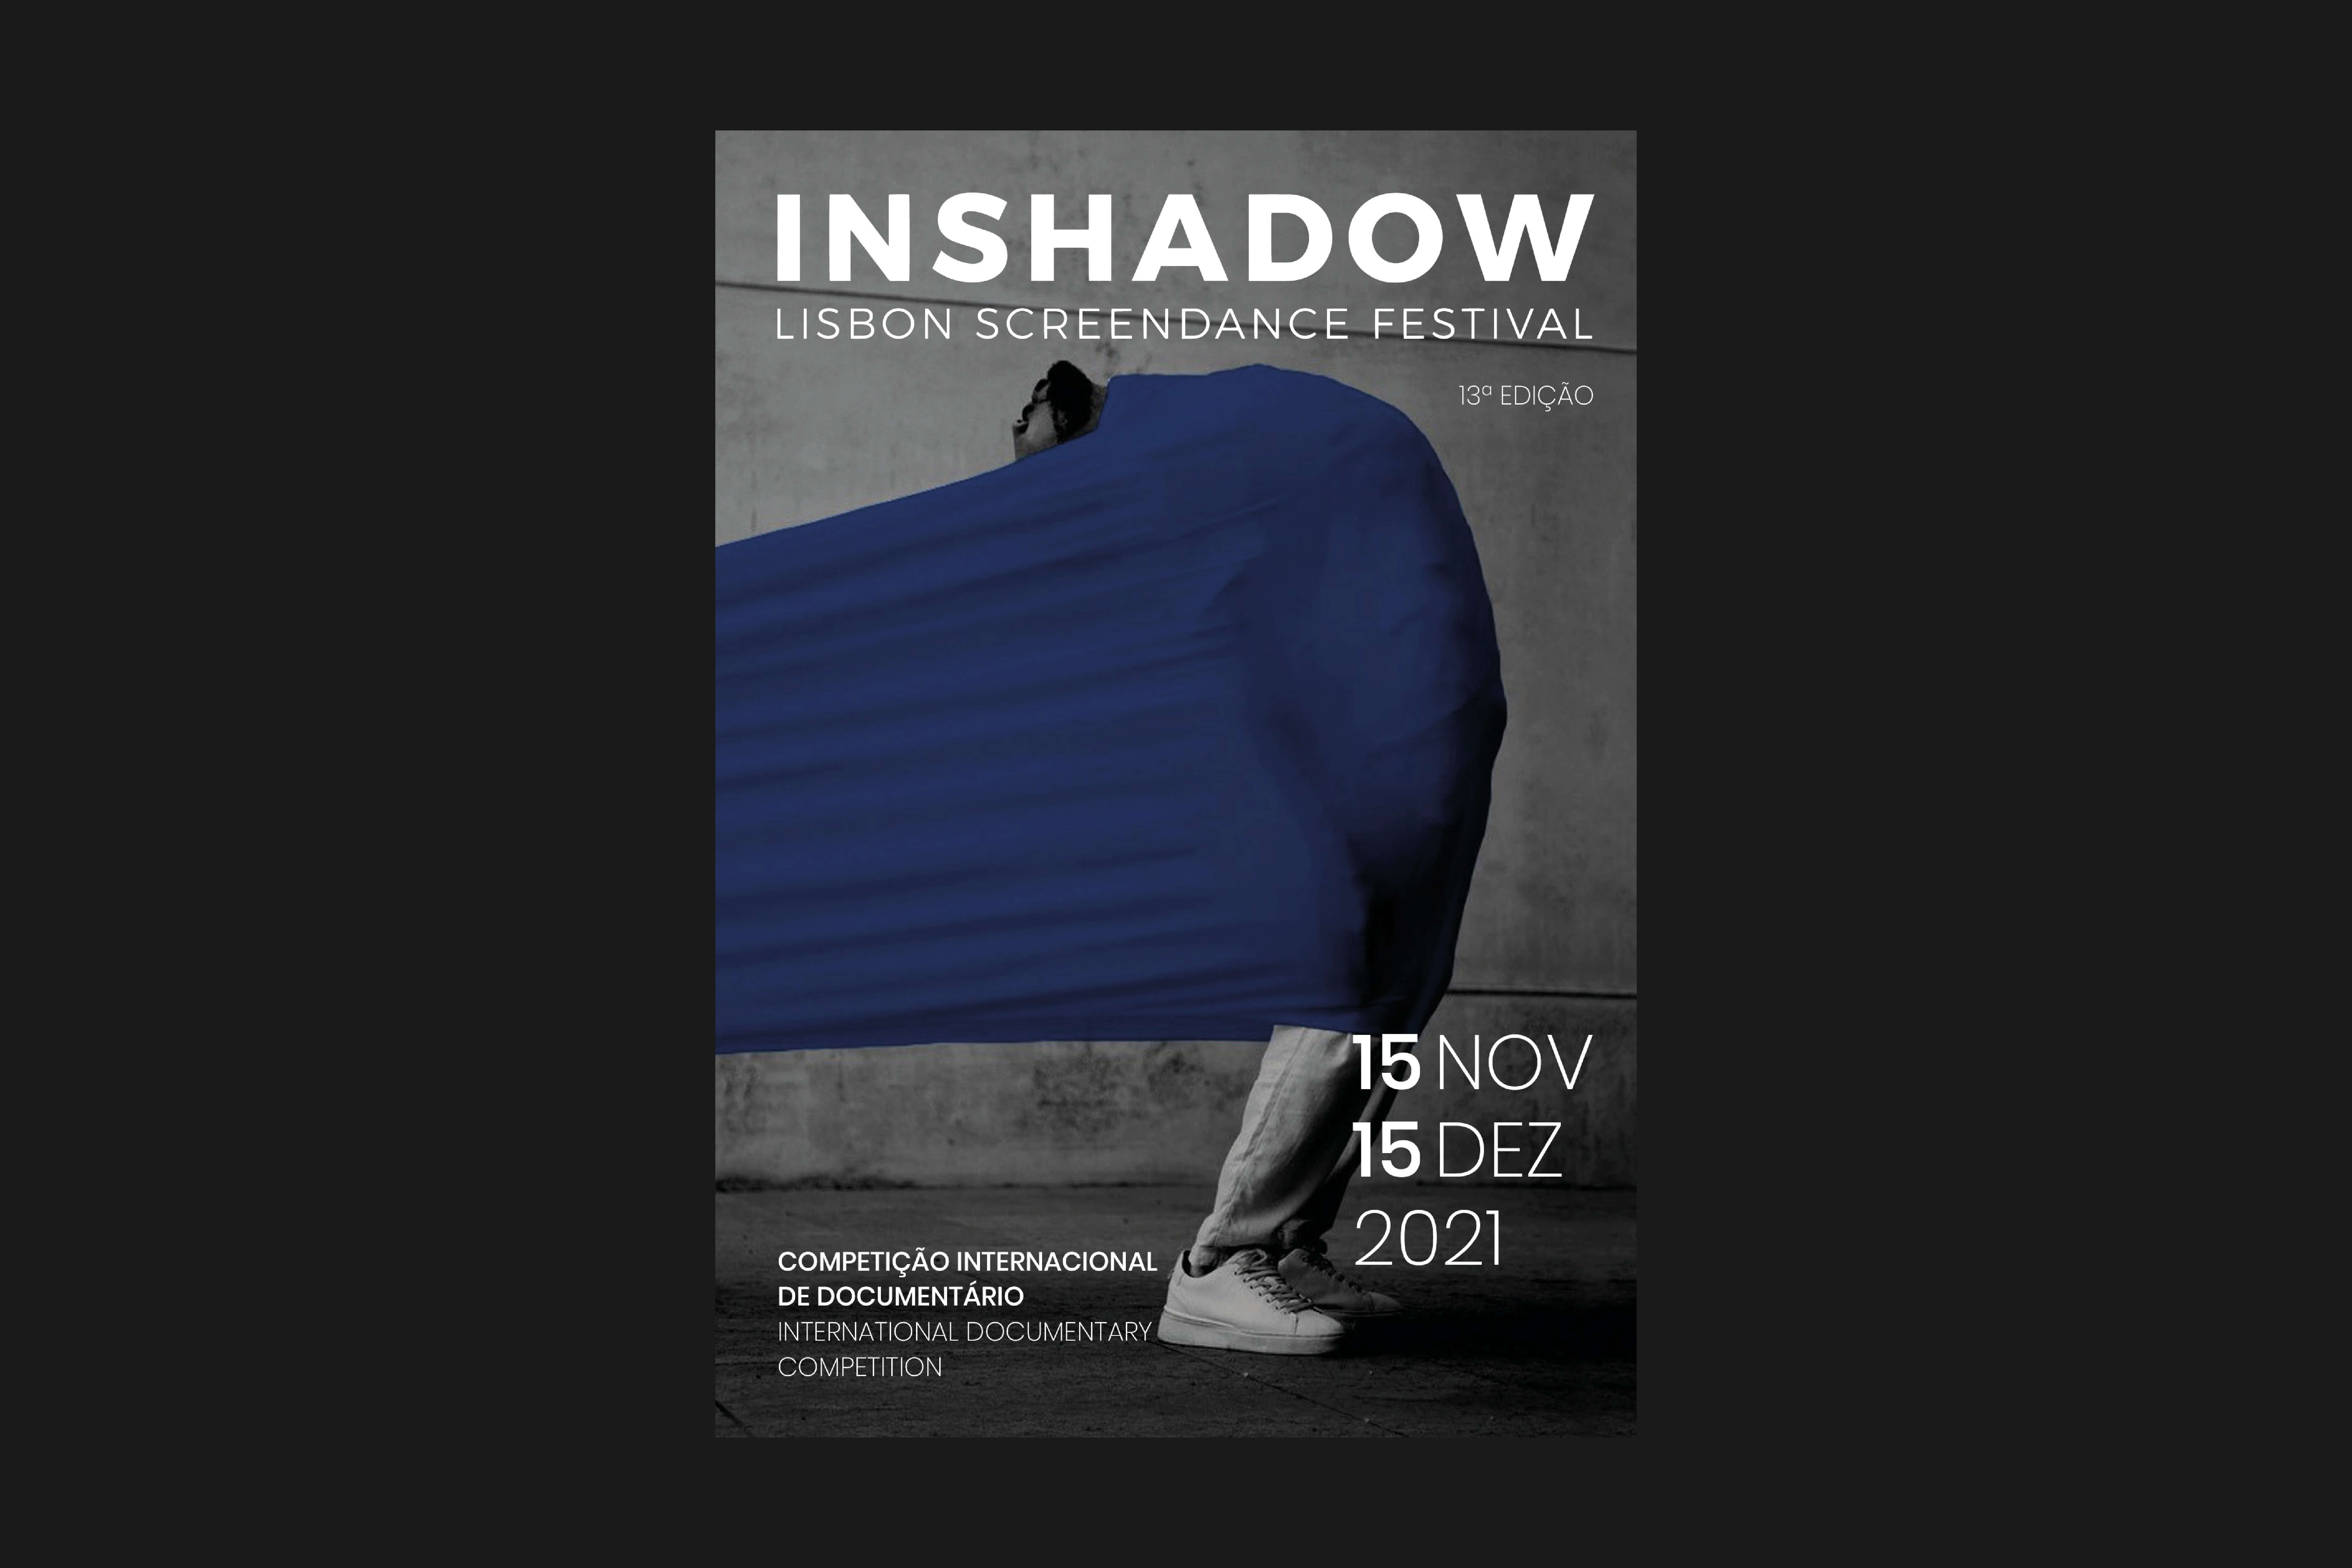 INSHADOW
LISBON SCREENDANCE FESTIVAL
13ª EDIÇÃO
15 NOV
15 DEZ
2021
COMPETIÇÃO INTERNACIONAL
DE DOCUMENTÁRIO
INTERNATIONAL DOCUMENTARY
COMPETITION